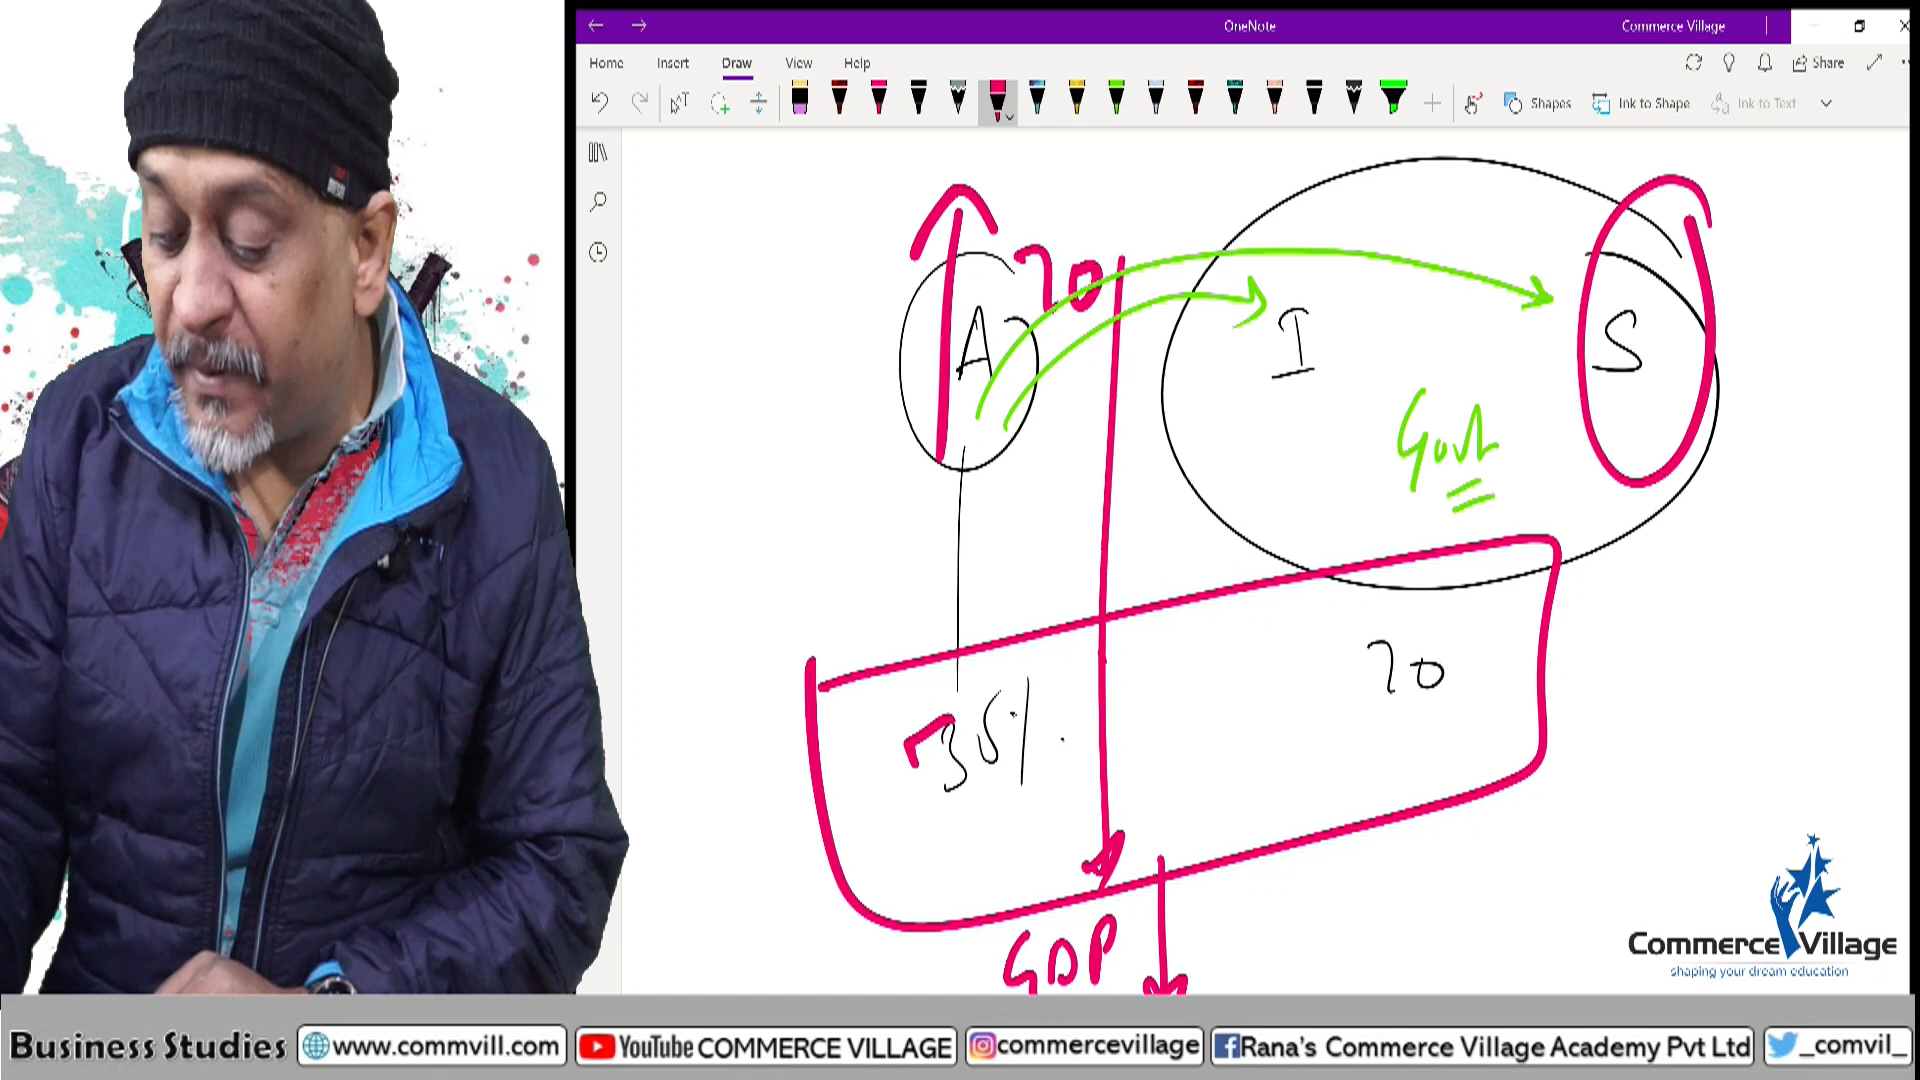 OneNote
Commerce Village
Home Insert Draw View Help
Share
Shapes
Ink to Shape
Ink to Text
A
70
I
S
Govt
35%
70
GDP
Commerce Village
shaping your dream education
Business Studies
www.commvill.com
YouTube COMMERCE VILLAGE
commercevillage
Rana's Commerce Village Academy Pvt Ltd
_comvil_